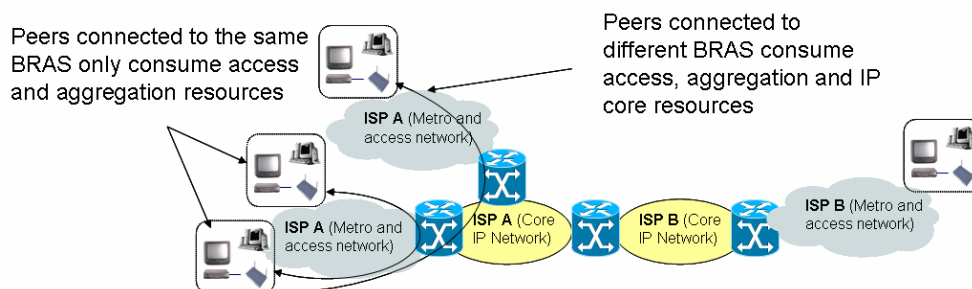 Peers connected to the same
BRAS only consume access
and aggregation resources
Peers connected to
different BRAS consume
access, aggregation and IP
core resources
ISP A (Metro and
access network)
ISP A (Metro and
access network)
ISP A (Core
IP Network)
ISP B (Core
IP Network)
ISP B (Metro and
access network)